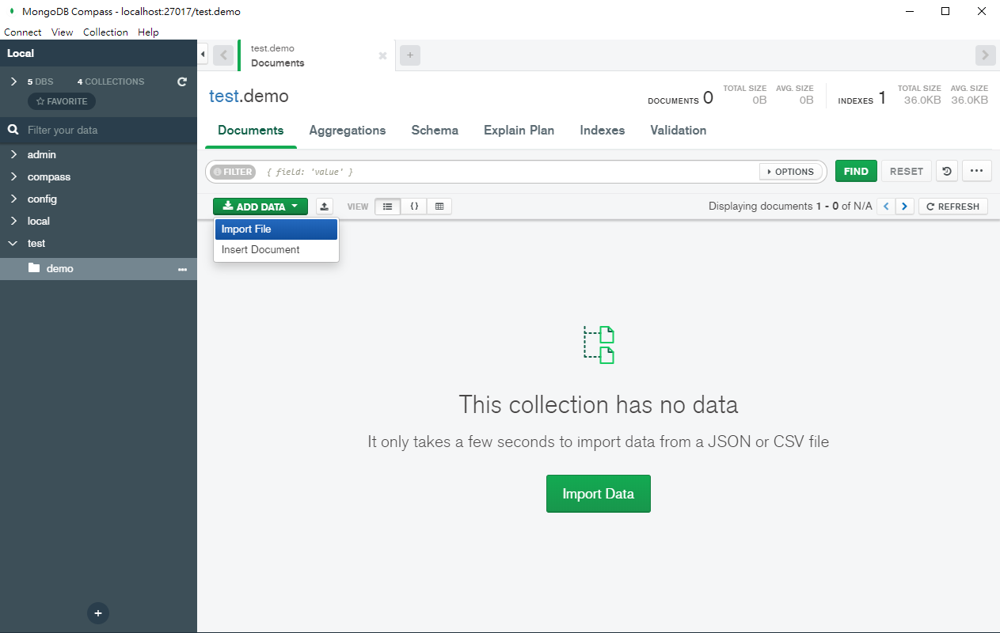 MongoDB Compass - localhost:27017/test.demo
Connect View Collection Help
Local
5 DBS 4 COLLECTIONS
FAVORITE
Filter your data
admin
compass
config
local
test
demo
test.demo
Documents
test.demo
DOCUMENTS 0 TOTAL SIZE 0B AVG. SIZE 0B INDEXES 1 TOTAL SIZE 36.0KB AVG. SIZE 36.0KB
Documents Aggregations Schema Explain Plan Indexes Validation
FILTER { field: 'value' } OPTIONS FIND RESET
ADD DATA VIEW {} Displaying documents 1 - 0 of N/A REFRESH
Import File
Insert Document
This collection has no data
It only takes a few seconds to import data from a JSON or CSV file
Import Data